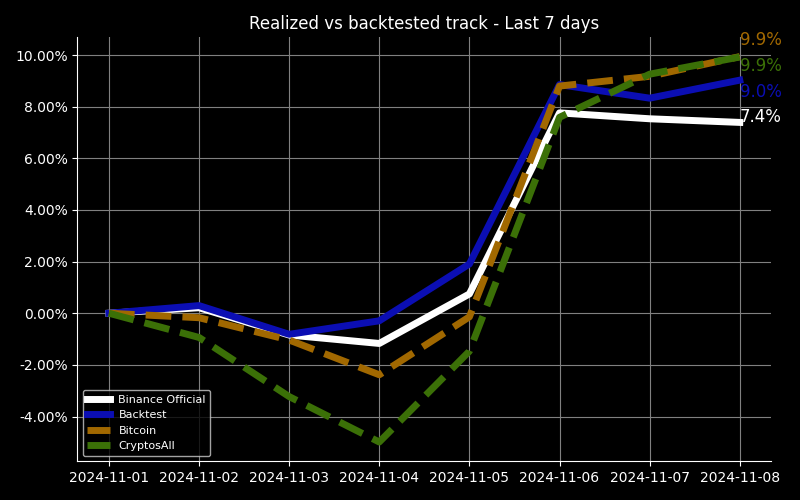 Realized vs backtested track - Last 7 days
10.00%
8.00%
6.00%
4.00%
2.00%
0.00%
-2.00%
-4.00%
9.9%
9.9%
9.0%
7.4%
Binance Official
Backtest
Bitcoin
CryptosAll
2024-11-01 2024-11-02 2024-11-03 2024-11-04 2024-11-05 2024-11-06 2024-11-07 2024-11-08